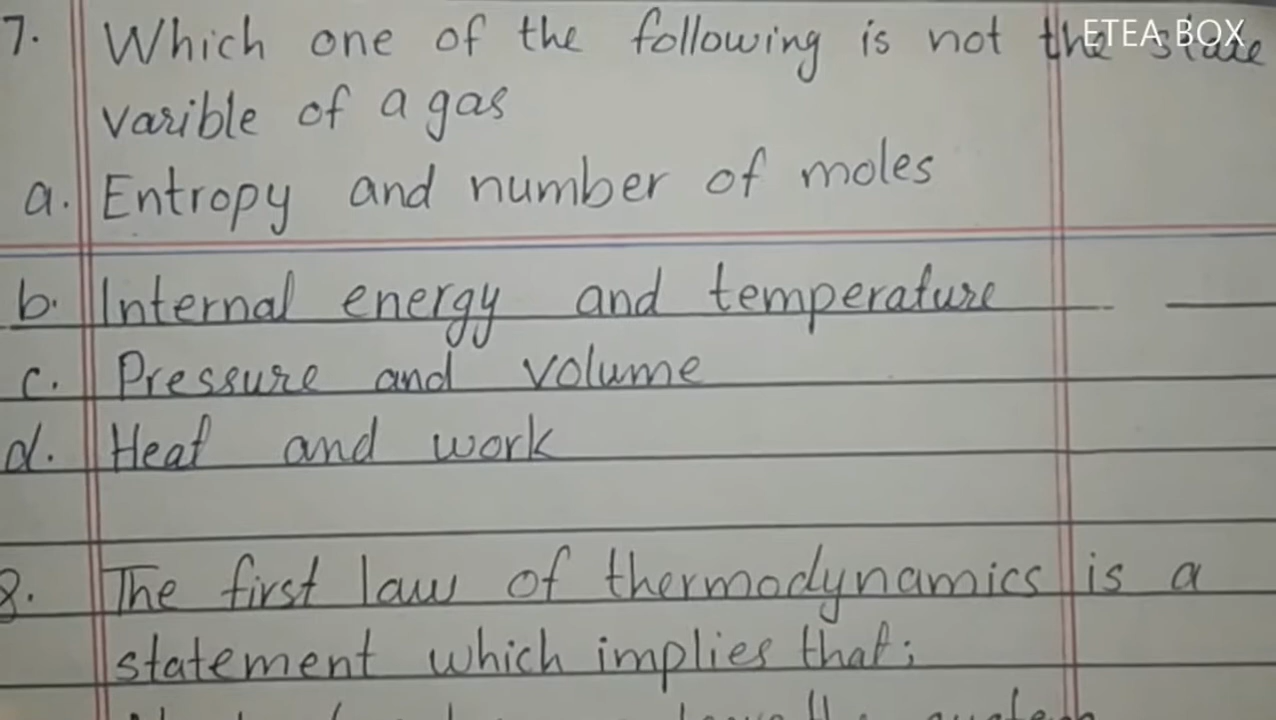 7. Which one of the following is not the state
ETEA BOX
varible of a gas
a. Entropy and number of moles
b. Internal energy and temperature
c. Pressure and volume
d. Heat and work
8. The first law of thermodynamics is a
statement which implies that;